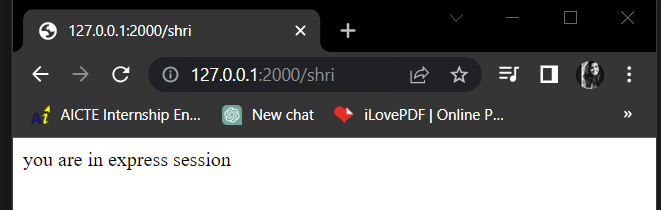 127.0.0.1:2000/shri
127.0.0.1:2000/shri
AICTE Internship En... New chat iLovePDF | Online P... »
you are in express session